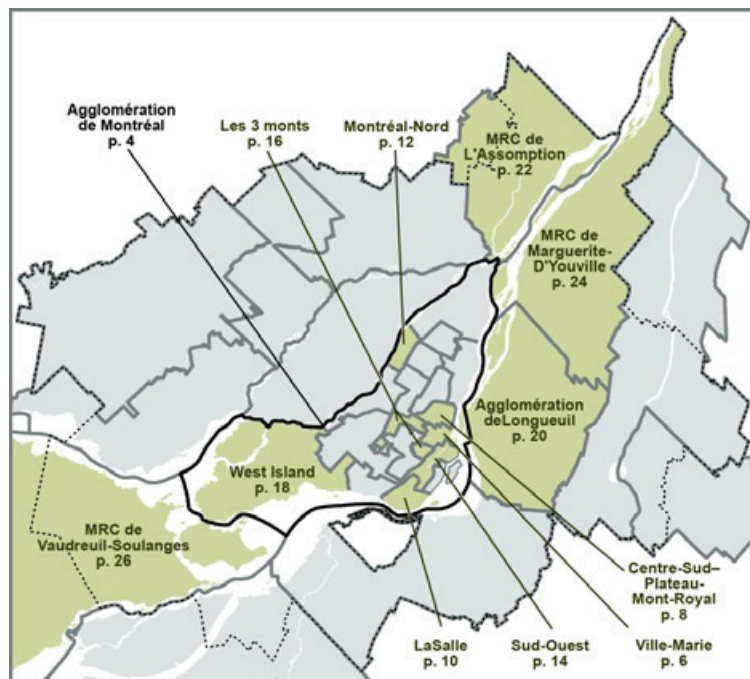 Agglomération
de Montréal
p. 4
Les 3 monts
p. 16
Montréal-Nord
p. 12
MRC de
L'Assomption
p. 22
MRC de
Marguerite-
D'Youville
p. 24
Agglomération
deLongueuil
p. 20
West Island
p. 18
MRC de
Vaudreuil-Soulanges
p. 26
Centre-Sud–
Plateau-
Mont-Royal
p. 8
LaSalle
p. 10
Sud-Ouest
p. 14
Ville-Marie
p. 6